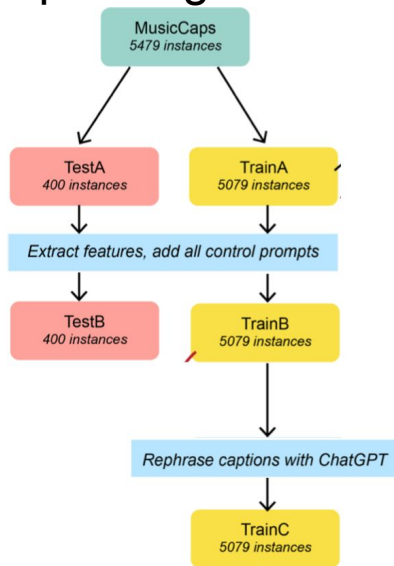 MusicCaps
5479 instances
TestA
400 instances
TrainA
5079 instances
Extract features, add all control prompts
TestB
400 instances
TrainB
5079 instances
Rephrase captions with ChatGPT
TrainC
5079 instances